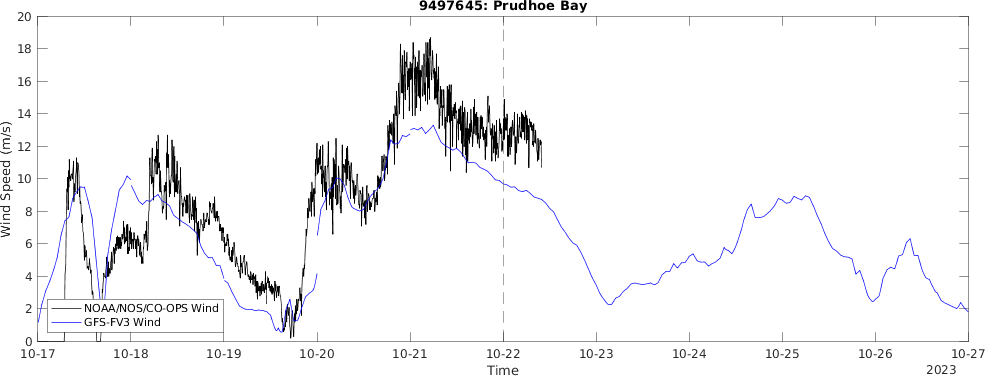 9497645: Prudhoe Bay
Wind Speed (m/s)
20
18
16
14
12
10
8
6
4
2
0
NOAA/NOS/CO-OPS Wind
GFS-FV3 Wind
10-17 10-18 10-19 10-20 10-21 10-22 10-23 10-24 10-25 10-26 10-27
Time
2023